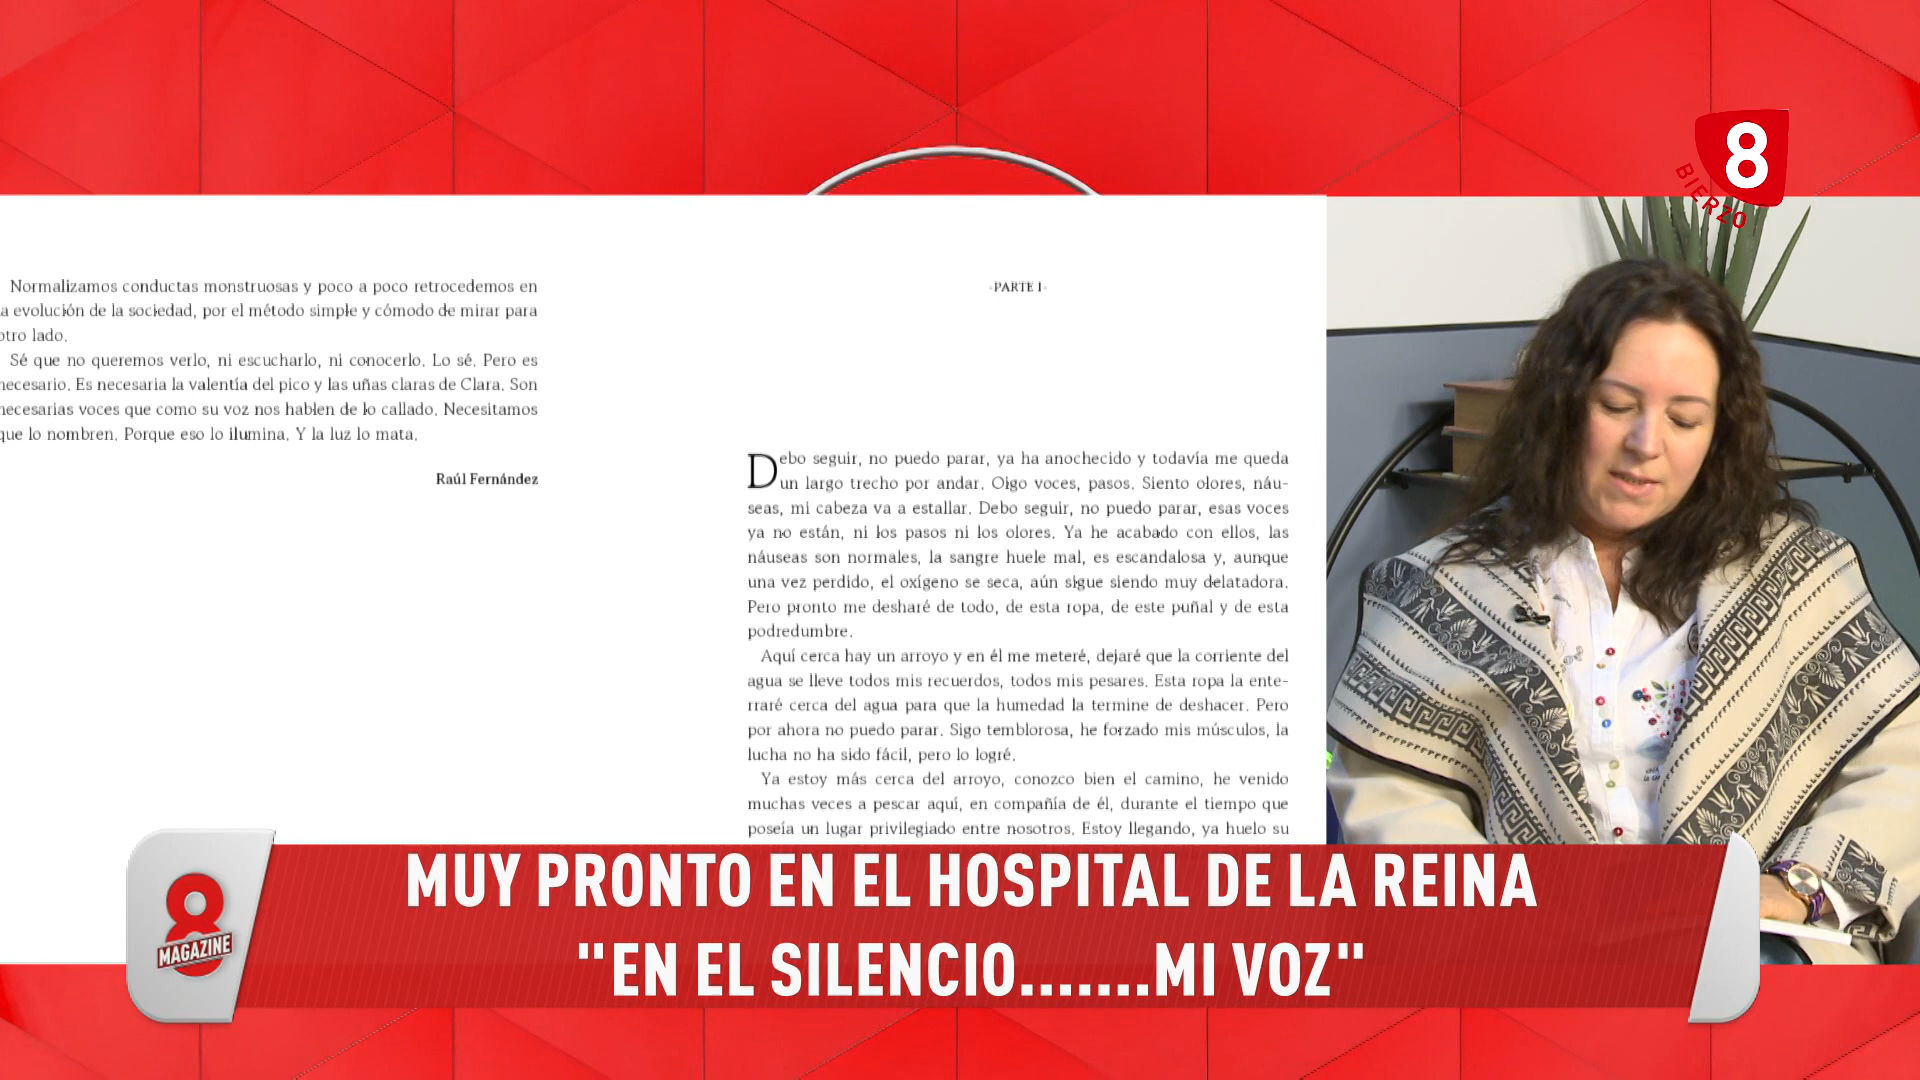 8
BIERZO
Normalizamos conductas monstruosas y poco a poco retrocedemos en
a evolución de la sociedad, por el método simple y cómodo de mirar para
otro lado.
Sé que no queremos verlo, ni escucharlo, ni conocerlo. Lo sé. Pero es
necesario. Es necesaria la valentía del pico y las uñas claras de Clara. Son
necesarias voces que como su voz nos hablen de lo callado. Necesitamos
que lo nombren. Porque eso lo ilumina. Y la luz lo mata.
Raúl Fernández
-PARTE I-
Debo seguir, no puedo parar, ya ha anochecido y todavía me queda
un largo trecho por andar. Oigo voces, pasos. Siento olores, náu-
seas, mi cabeza va a estallar. Debo seguir, no puedo parar, esas voces
ya no están, ni los pasos ni los olores. Ya he acabado con ellos, las
náuseas son normales, la sangre huele mal, es escandalosa y, aunque
una vez perdido, el oxígeno se seca, aún sigue siendo muy delatadora.
Pero pronto me desharé de todo, de esta ropa, de este puñal y de esta
podredumbre.
Aquí cerca hay un arroyo y en él me meteré, dejaré que la corriente del
agua se lleve todos mis recuerdos, todos mis pesares. Esta ropa la ente-
rraré cerca del agua para que la humedad la termine de deshacer. Pero
por ahora no puedo parar. Sigo temblorosa, he forzado mis músculos, la
lucha no ha sido fácil, pero lo logré.
Ya estoy más cerca del arroyo, conozco bien el camino, he venido
muchas veces a pescar aquí, en compañía de él, durante el tiempo que
poseía un lugar privilegiado entre nosotros. Estoy llegando, ya huelo su
8
MAGAZINE
MUY PRONTO EN EL HOSPITAL DE LA REINA
"EN EL SILENCIO.......MI VOZ"